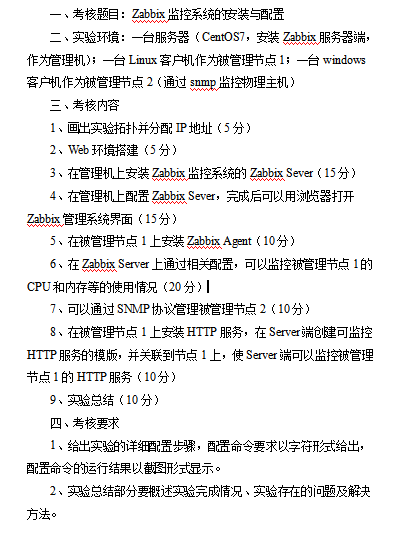 一、考核题目：Zabbix 监控系统的安装与配置
二、实验环境：一台服务器（CentOS7，安装 Zabbix 服务器端，
作为管理机）；一台 Linux 客户机作为被管理节点 1；一台 windows
客户机作为被管理节点 2（通过 snmp 监控物理主机）
三、考核内容
1、画出实验拓扑并分配 IP 地址（5 分）
2、Web 环境搭建（5 分）
3、在管理机上安装 Zabbix 监控系统的 Zabbix Sever（15 分）
4、在管理机上配置 Zabbix Sever，完成后可以用浏览器打开
Zabbix 管理系统界面（15 分）
5、在被管理节点 1 上安装 Zabbix Agent（10 分）
6、在 Zabbix Server 上通过相关配置，可以监控被管理节点 1 的
CPU 和内存等的使用情况（20 分）
7、可以通过 SNMP 协议管理被管理节点 2（10 分）
8、在被管理节点 1 上安装 HTTP 服务，在 Server 端创建可监控
HTTP 服务的模版，并关联到节点 1 上，使 Server 端可以监控被管理
节点 1 的 HTTP 服务（10 分）
9、实验总结（10 分）
四、考核要求
1、给出实验的详细配置步骤，配置命令要求以字符形式给出，
配置命令的运行结果以截图形式显示。
2、实验总结部分要概述实验完成情况、实验存在的问题及解决
方法。